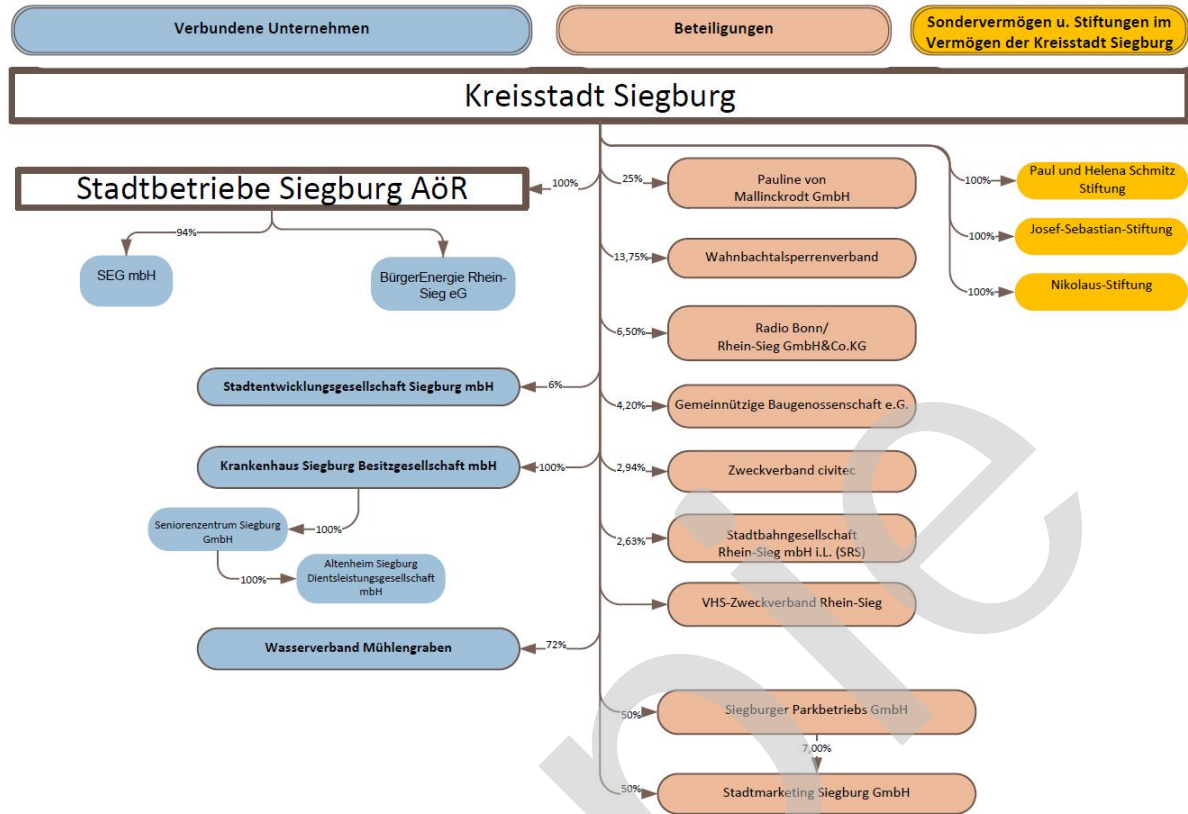 Verbundene Unternehmen
Beteiligungen
Sondervermögen u. Stiftungen im
Vermögen der Kreisstadt Siegburg
Kreisstadt Siegburg
Stadtbetriebe Siegburg AöR
100%
94%
SEG mbH
BürgerEnergie Rhein-
Sieg eG
Stadtentwicklungsgesellschaft Siegburg mbH
6%
Krankenhaus Siegburg Besitzgesellschaft mbH
100%
Seniorenzentrum Siegburg
GmbH
100%
100%
Altenheim Siegburg
Dientsleistungsgesellschaft
mbH
Wasserverband Mühlengraben
72%
25%
Pauline von
Mallinckrodt GmbH
13,75%
Wahnbachtalsperrenverband
6,50%
Radio Bonn/
Rhein-Sieg GmbH&Co.KG
4,20%
Gemeinnützige Baugenossenschaft e.G.
2,94%
Zweckverband civitec
2,63%
Stadtbahngesellschaft
Rhein-Sieg mbH i.L. (SRS)
VHS-Zweckverband Rhein-Sieg
50%
Siegburger Parkbetriebs GmbH
7,00%
50%
Stadtmarketing Siegburg GmbH
100%
Paul und Helena Schmitz
Stiftung
100%
Josef-Sebastian-Stiftung
100%
Nikolaus-Stiftung
pie